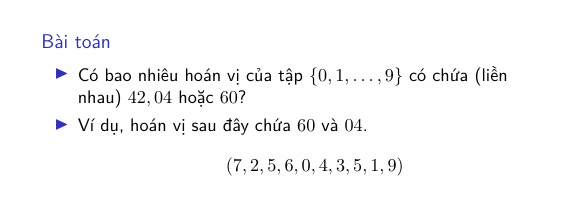 Bài toán
Có bao nhiêu hoán vị của tập {0, 1, . . . , 9} có chứa (liền
nhau) 42, 04 hoặc 60?
Ví dụ, hoán vị sau đây chứa 60 và 04.
(7, 2, 5, 6, 0, 4, 3, 5, 1, 9)